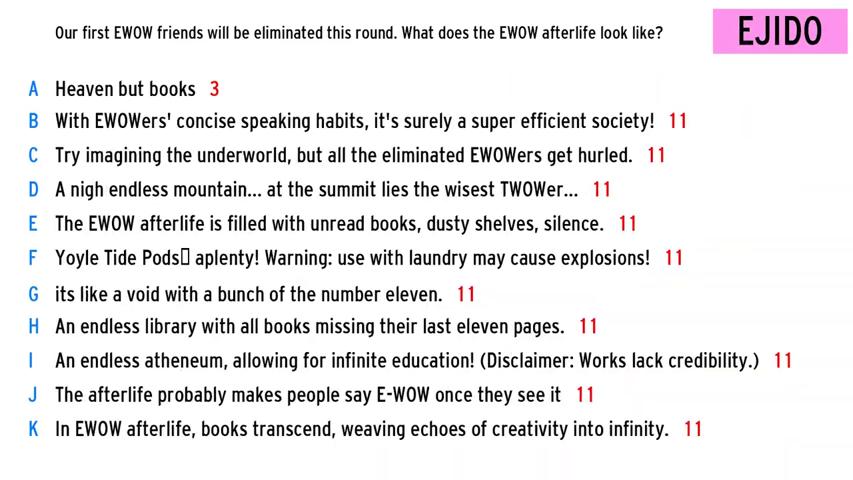 Our first EWOW friends will be eliminated this round. What does the EWOW afterlife look like?
EJIDO
A Heaven but books 3
B With EWOWers' concise speaking habits, it's surely a super efficient society! 11
C Try imagining the underworld, but all the eliminated EWOWers get hurled. 11
D A nigh endless mountain... at the summit lies the wisest TWOWer... 11
E The EWOW afterlife is filled with unread books, dusty shelves, silence. 11
F Yoyle Tide Pods▯ aplenty! Warning: use with laundry may cause explosions! 11
G its like a void with a bunch of the number eleven. 11
H An endless library with all books missing their last eleven pages. 11
I An endless atheneum, allowing for infinite education! (Disclaimer: Works lack credibility.) 11
J The afterlife probably makes people say E-WOW once they see it 11
K In EWOW afterlife, books transcend, weaving echoes of creativity into infinity. 11